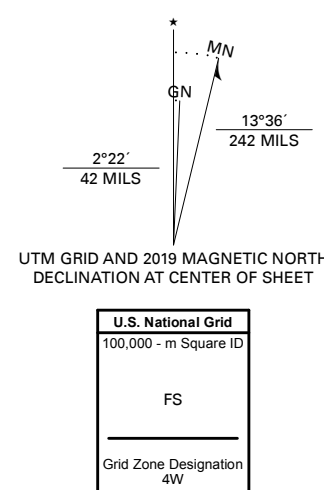 ★
MN
GN
13°36´
242 MILS
2°22´
42 MILS
UTM GRID AND 2019 MAGNETIC NORTH
DECLINATION AT CENTER OF SHEET
U.S. National Grid
100,000 - m Square ID
FS
Grid Zone Designation
4W